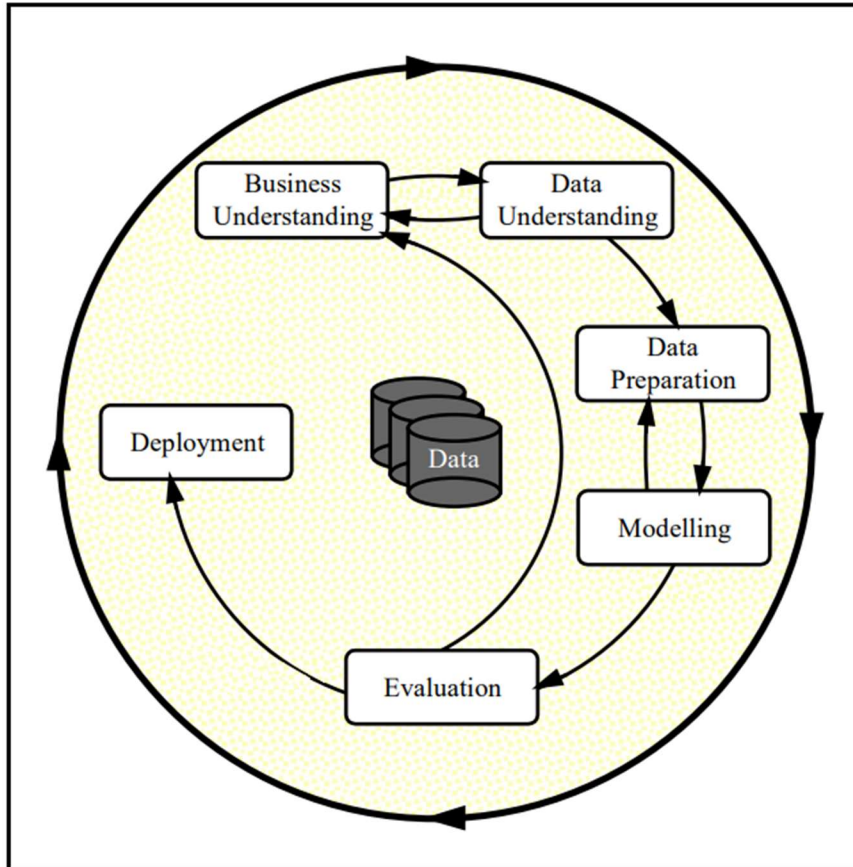 Business
Understanding
Data
Understanding
Data
Preparation
Deployment
Data
Modelling
Evaluation